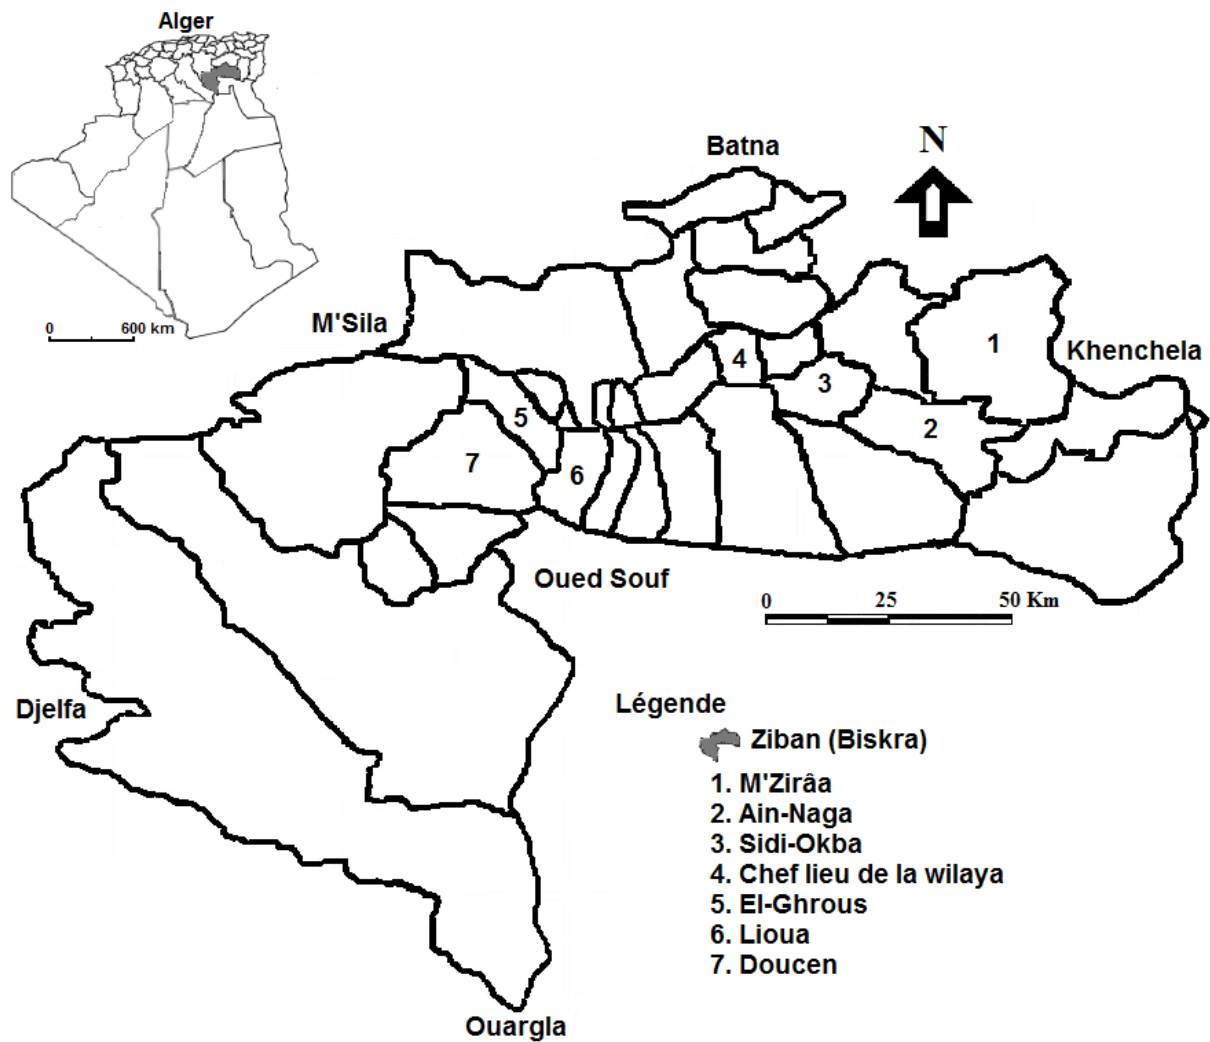 Alger
0 600 km
Batna
N
M'Sila
1
Khenchela
4
3
5
2
7
6
Oued Souf
0 25 50 Km
Djelfa
Légende
Ziban (Biskra)
1. M'Zirâa
2. Ain-Naga
3. Sidi-Okba
4. Chef lieu de la wilaya
5. El-Ghrous
6. Lioua
7. Doucen
Ouargla